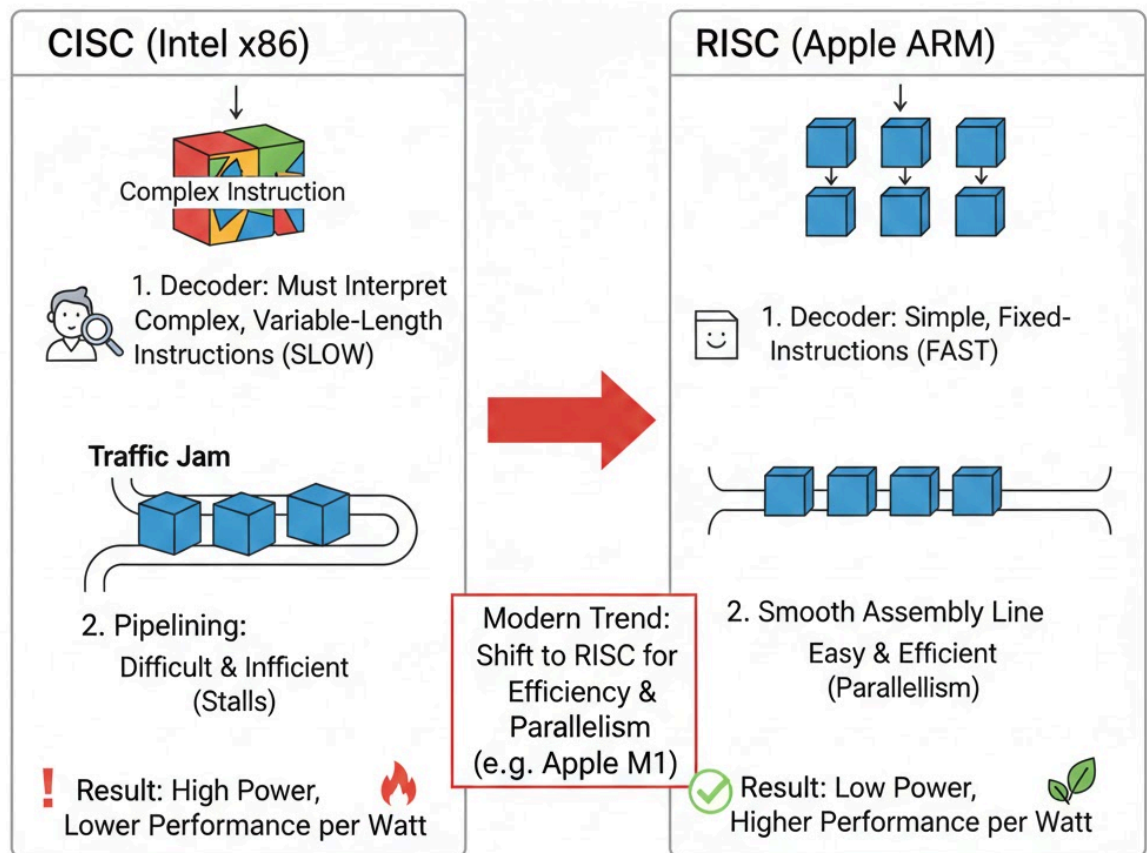 CISC (Intel x86)
Complex Instruction
1. Decoder: Must Interpret
Complex, Variable-Length
Instructions (SLOW)
Traffic Jam
2. Pipelining:
Difficult & Infficient
(Stalls)
Result: High Power,
Lower Performance per Watt
Modern Trend:
Shift to RISC for
Efficiency &
Parallelism
(e.g. Apple M1)
RISC (Apple ARM)
1. Decoder: Simple, Fixed-
Instructions (FAST)
2. Smooth Assembly Line
Easy & Efficient
(Parallellism)
Result: Low Power,
Higher Performance per Watt